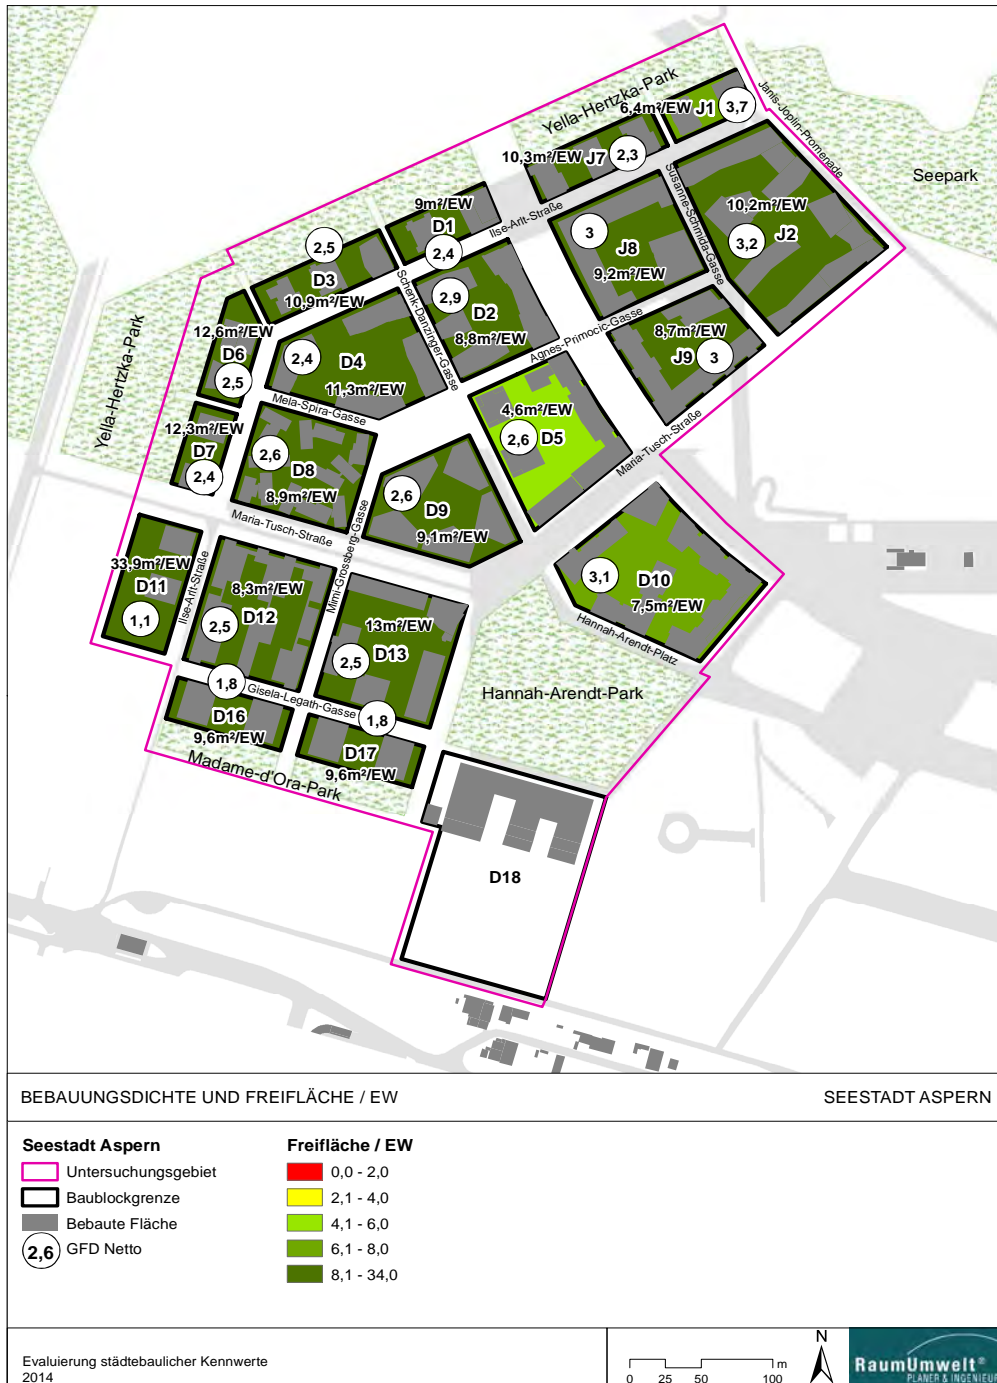 Yella-Hertzka-Park
Janis-Joplin-Promenade
6,4m²/EW J1 3,7
10,3m²/EW J7 2,3
Seepark
Susanne-Schmida-Gasse
9m²/EW
D1
2,4
Ilse-Arlt-Straße
10,2m²/EW
3,2 J2
3
J8
9,2m²/EW
2,5
D3
10,9m²/EW
Schenk-Danzinger-Gasse
2,9
D2
8,8m²/EW
Agnes-Primocic-Gasse
8,7m²/EW
J9 3
12,6m²/EW
D6
2,5
2,4 D4
11,3m²/EW
Mela-Spira-Gasse
Yella-Hertzka-Park
4,6m²/EW
2,6 D5
Maria-Tusch-Straße
12,3m²/EW
D7
2,4
2,6
D8
8,9m²/EW
2,6
D9
9,1m²/EW
Maria-Tusch-Straße
Mimi-Grossberg-Gasse
33,9m²/EW
D11
1,1
Ilse-Arlt-Straße
8,3m²/EW
2,5 D12
13m²/EW
2,5 D13
3,1 D10
7,5m²/EW
Hannah-Arendt-Platz
1,8
Gisela-Legath-Gasse
1,8
D16
9,6m²/EW
D17
9,6m²/EW
Hannah-Arendt-Park
Madame-d'Ora-Park
D18
BEBAUUNGSDICHTE UND FREIFLÄCHE / EW
SEESTADT ASPERN
Seestadt Aspern
Untersuchungsgebiet
Baublockgrenze
Bebaute Fläche
2,6 GFD Netto
Freifläche / EW
0,0 - 2,0
2,1 - 4,0
4,1 - 6,0
6,1 - 8,0
8,1 - 34,0
Evaluierung städtebaulicher Kennwerte
2014
m
0 25 50 100
N
RaumUmwelt®
PLANER & INGENIEUR